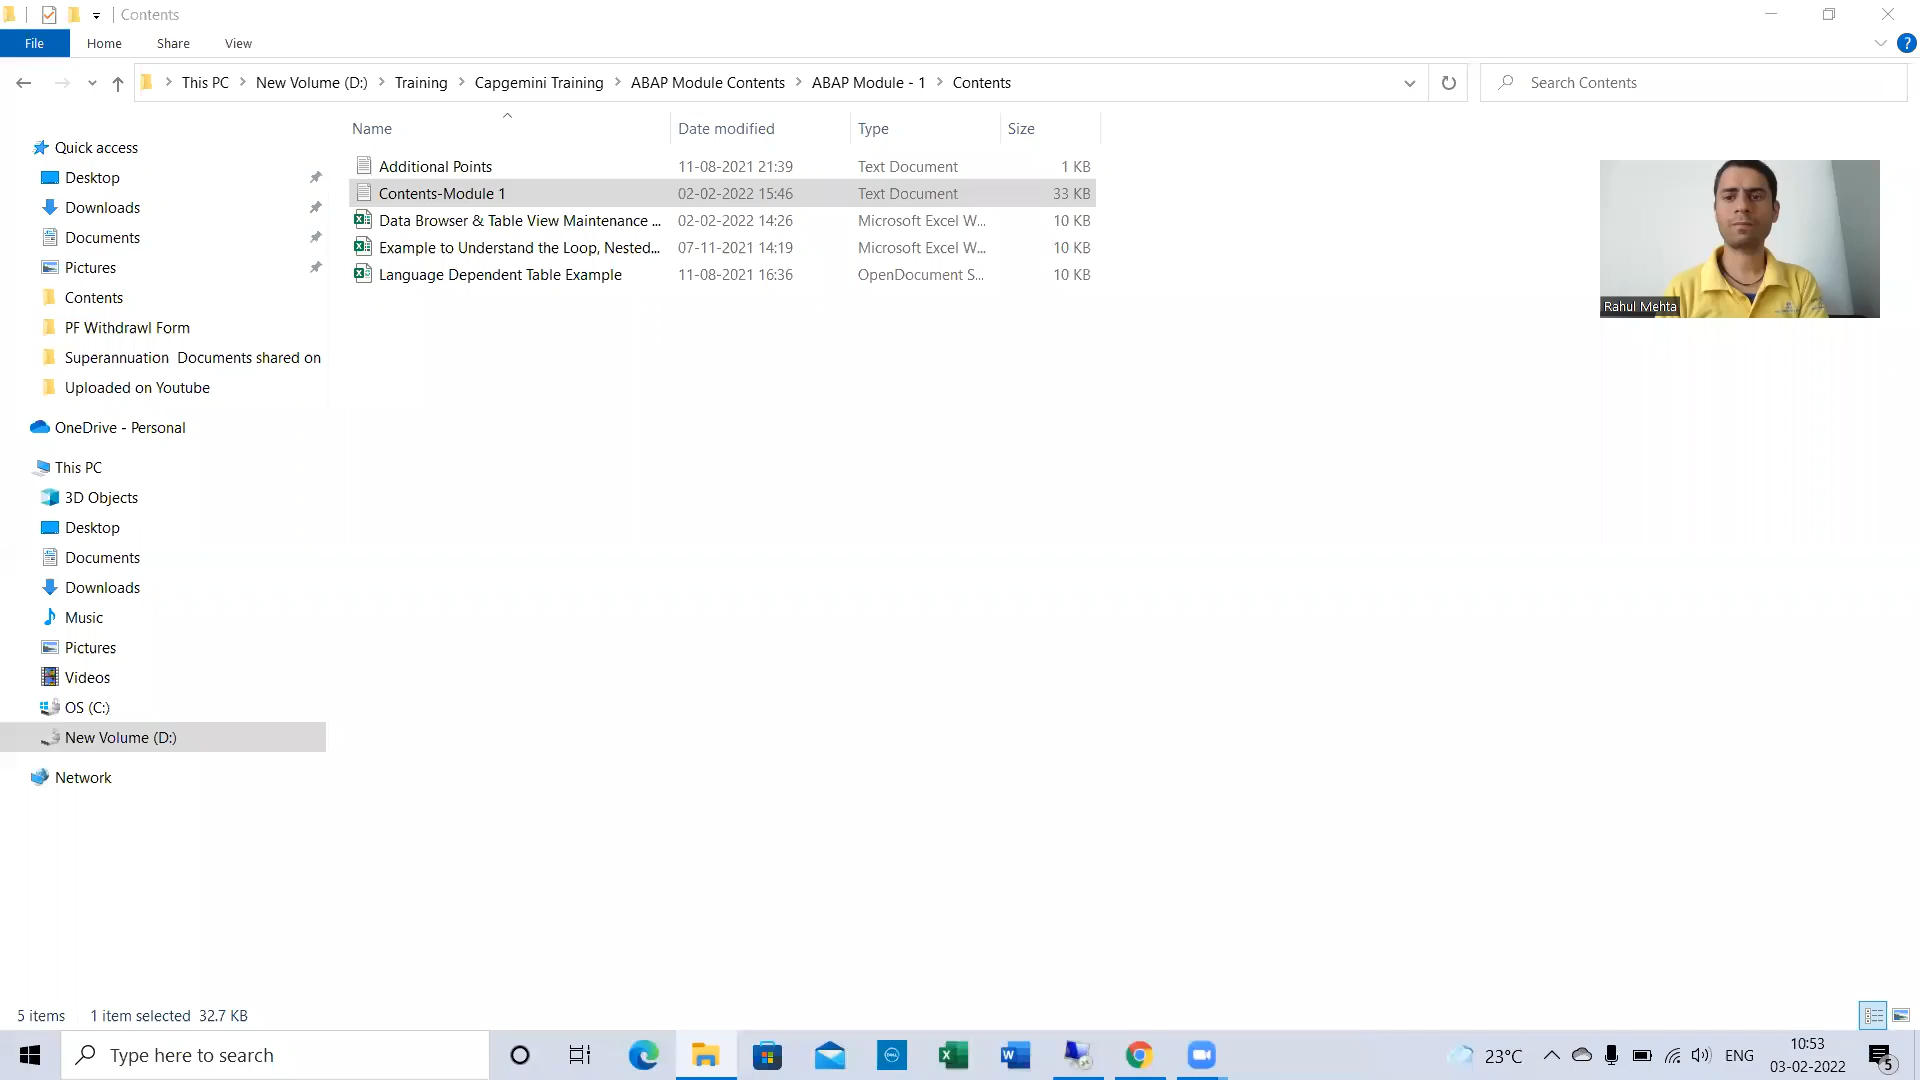 Contents
File Home Share View
?
This PC New Volume (D:) Training Capgemini Training ABAP Module Contents ABAP Module - 1 Contents
Search Contents
Name Date modified Type Size
Additional Points 11-08-2021 21:39 Text Document 1 KB
Contents-Module 1 02-02-2022 15:46 Text Document 33 KB
Data Browser & Table View Maintenance ... 02-02-2022 14:26 Microsoft Excel W... 10 KB
Example to Understand the Loop, Nested... 07-11-2021 14:19 Microsoft Excel W... 10 KB
Language Dependent Table Example 11-08-2021 16:36 OpenDocument S... 10 KB
Quick access
Desktop
Downloads
Documents
Pictures
Contents
PF Withdrawl Form
Superannuation Documents shared on
Uploaded on Youtube
OneDrive - Personal
This PC
3D Objects
Desktop
Documents
Downloads
Music
Pictures
Videos
OS (C:)
New Volume (D:)
Network
Rahul Mehta
5 items 1 item selected 32.7 KB
Type here to search
23°C
ENG
10:53
03-02-2022
5